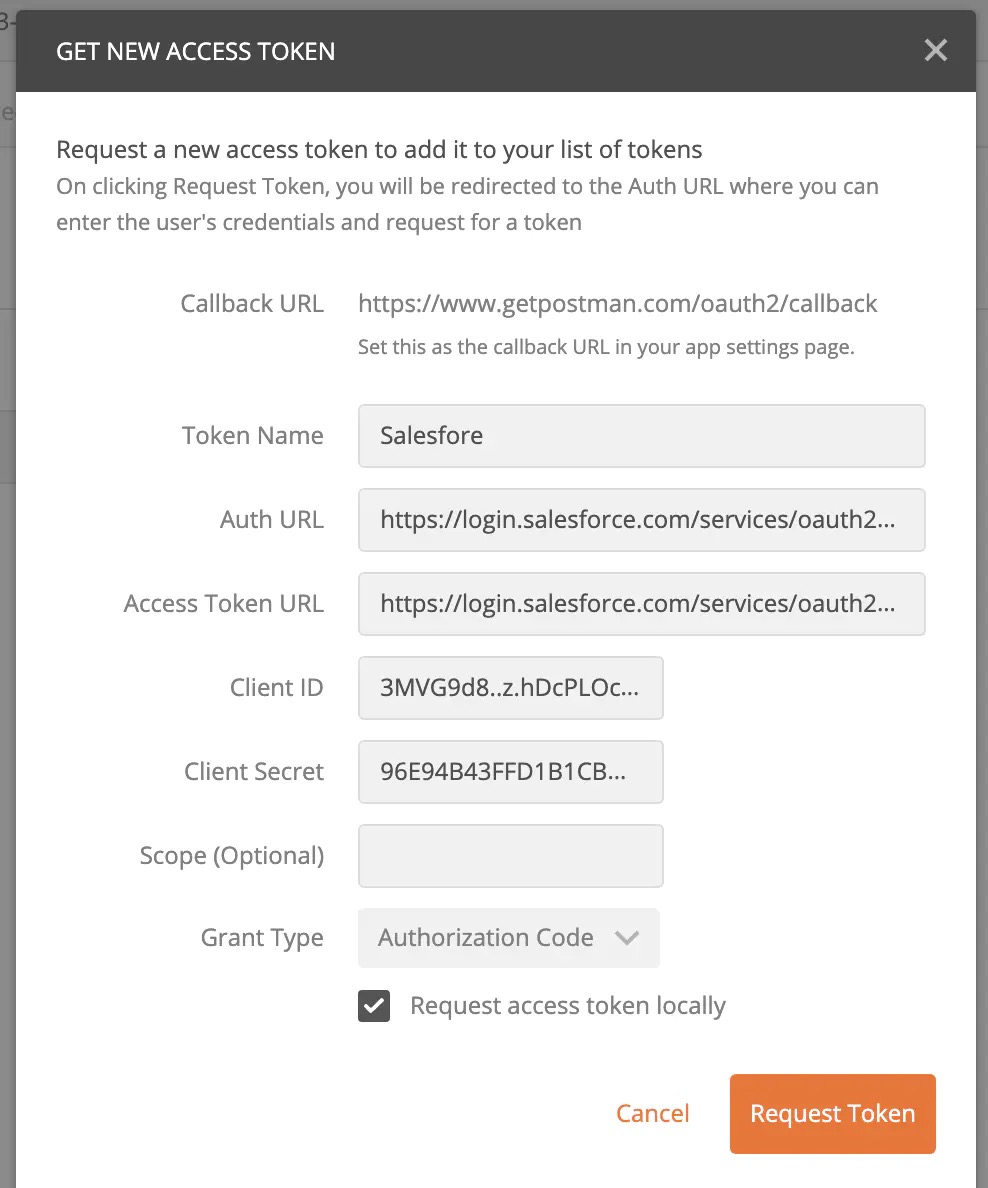 GET NEW ACCESS TOKEN
Request a new access token to add it to your list of tokens
On clicking Request Token, you will be redirected to the Auth URL where you can
enter the user's credentials and request for a token
Callback URL https://www.getpostman.com/oauth2/callback
Set this as the callback URL in your app settings page.
Token Name Salesfore
Auth URL https://login.salesforce.com/services/oauth2...
Access Token URL https://login.salesforce.com/services/oauth2...
Client ID 3MVG9d8..z.hDcPLOc...
Client Secret 96E94B43FFD1B1CB...
Scope (Optional)
Grant Type Authorization Code
Request access token locally
Cancel Request Token